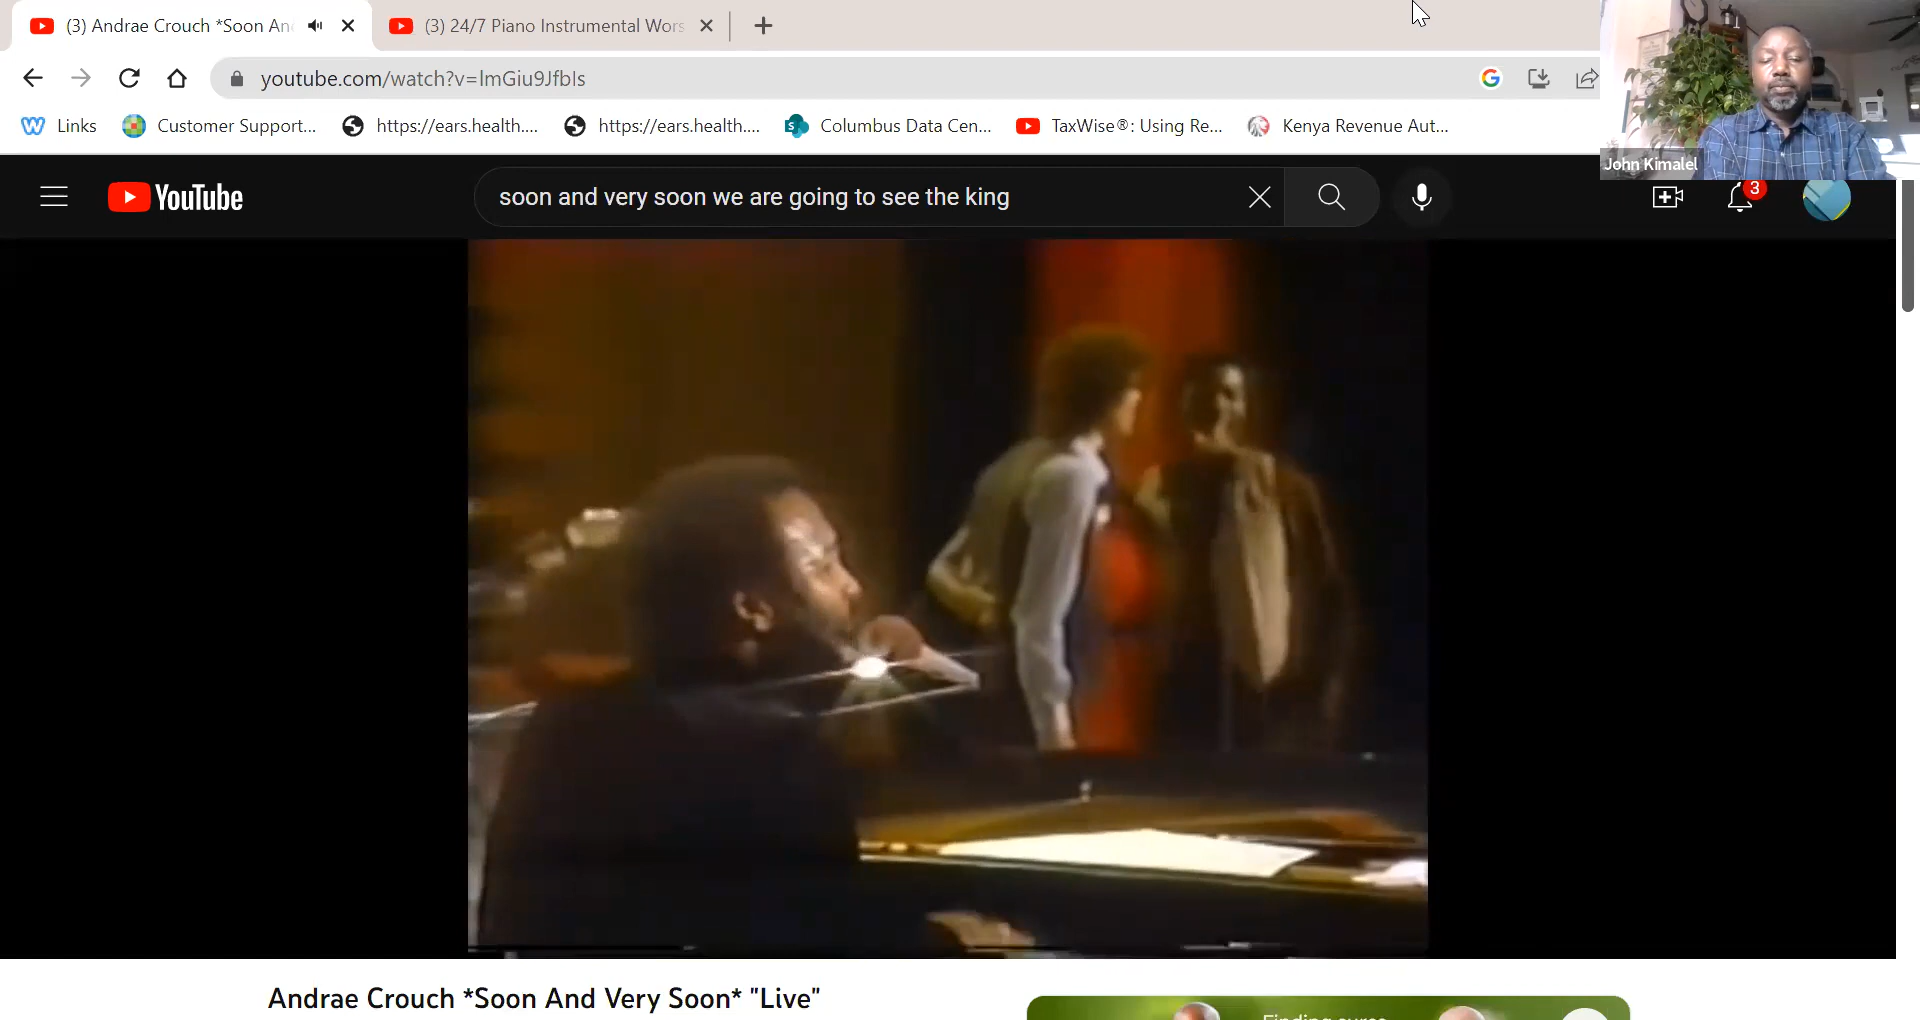 (3) Andrae Crouch *Soon An
(3) 24/7 Piano Instrumental Wors
youtube.com/watch?v=lmGiu9Jfbls
Links
Customer Support...
https://ears.health....
https://ears.health....
Columbus Data Cen...
TaxWise®: Using Re...
Kenya Revenue Aut...
John Kimalel
YouTube
soon and very soon we are going to see the king
3
Andrae Crouch *Soon And Very Soon* "Live"